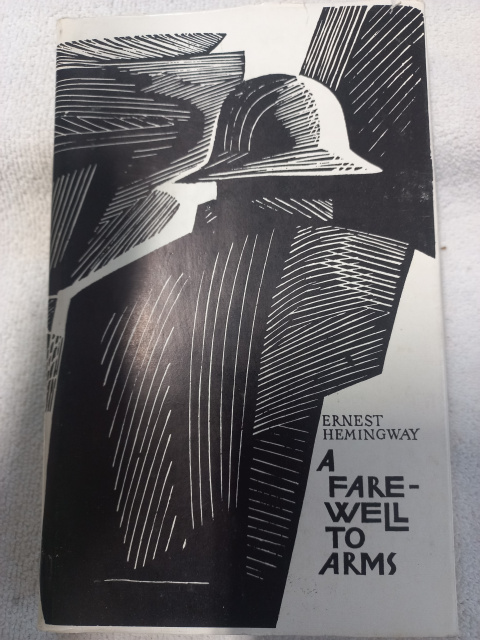 ERNEST
HEMINGWAY
A
FARE-
WELL
TO
ARMS